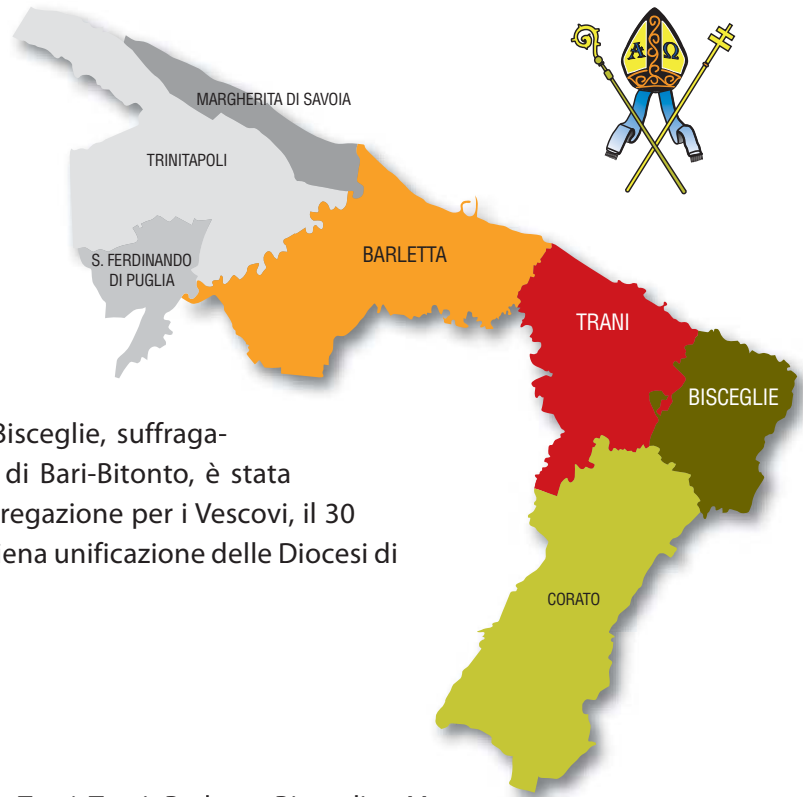 Α Ω
MARGHERITA DI SAVOIA
TRINITAPOLI
S. FERDINANDO
DI PUGLIA
BARLETTA
TRANI
BISCEGLIE
CORATO
Bisceglie, suffraga-
di Bari-Bitonto, è stata
regazione per i Vescovi, il 30
iena unificazione delle Diocesi di